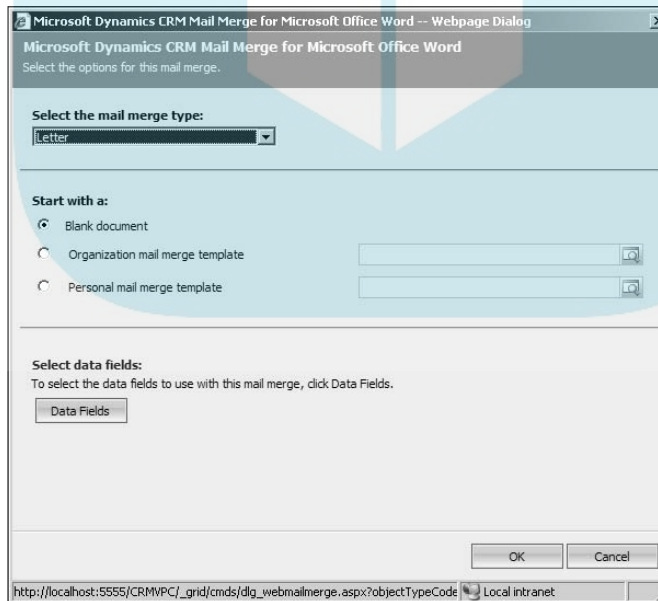 Microsoft Dynamics CRM Mail Merge for Microsoft Office Word -- Webpage Dialog
Microsoft Dynamics CRM Mail Merge for Microsoft Office Word
Select the options for this mail merge.
Select the mail merge type:
Letter
Start with a:
Blank document
Organization mail merge template
Personal mail merge template
Select data fields:
To select the data fields to use with this mail merge, click Data Fields.
Data Fields
OK Cancel
http://localhost:5555/CRMVPC/_grid/cmds/dlg_webmailmerge.aspx?objectTypeCode Local intranet